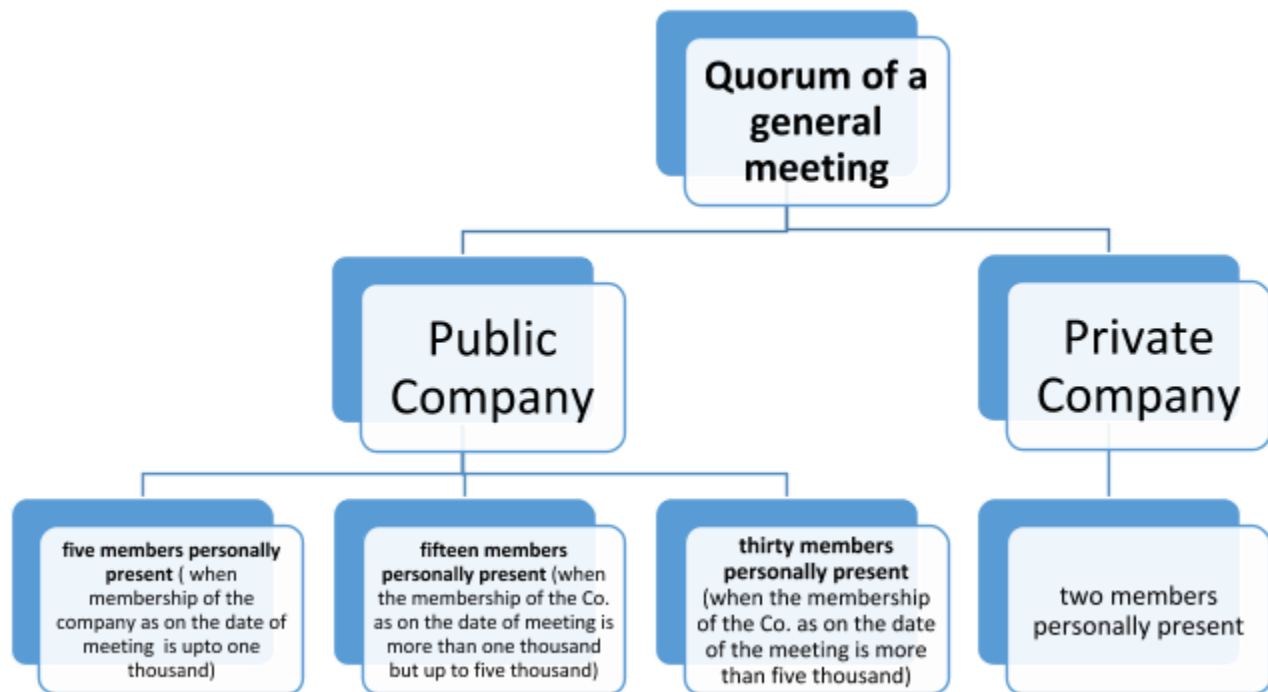 Quorum of a
general
meeting
Public
Company
Private
Company
five members personally
present ( when
membership of the
company as on the date of
meeting is upto one
thousand)
fifteen members
personally present (when
the membership of the Co.
as on the date of meeting is
more than one thousand
but up to five thousand)
thirty members
personally present
(when the membership
of the Co. as on the date
of the meeting is more
than five thousand)
two members
personally present